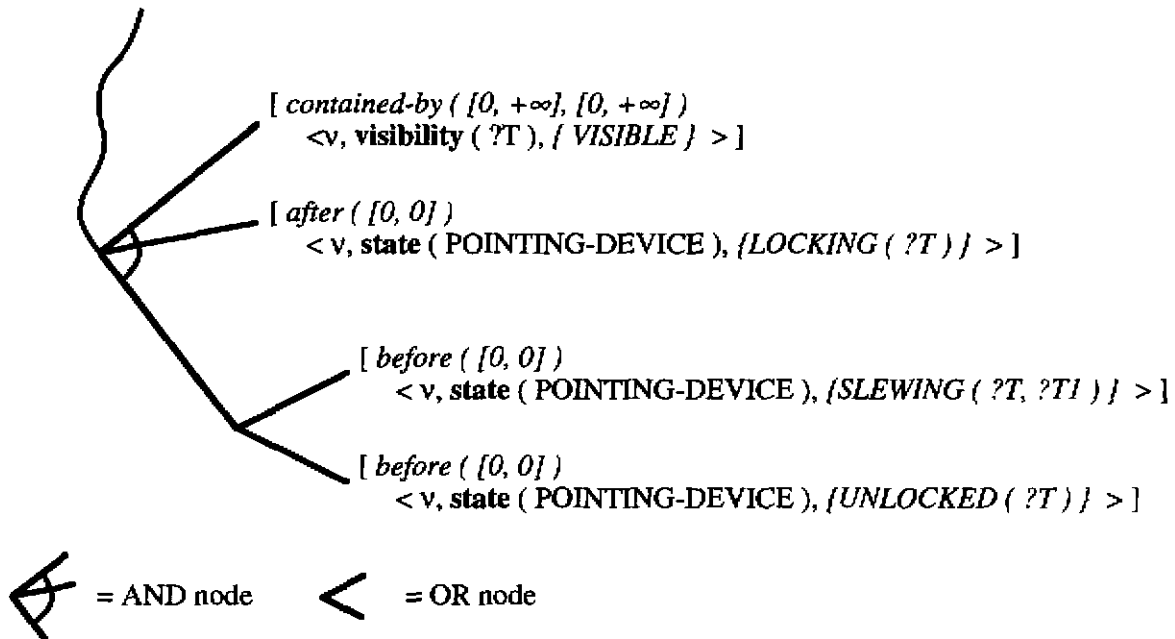 [ contained-by ( [0, +∞], [0, +∞] )
<ν, visibility ( ?T ), { VISIBLE } > ]
[ after ( [0, 0] )
< ν, state ( POINTING-DEVICE ), {LOCKING ( ?T ) } > ]
[ before ( [0, 0] )
< ν, state ( POINTING-DEVICE ), {SLEWING ( ?T, ?T1 ) } > ]
[ before ( [0, 0] )
< ν, state ( POINTING-DEVICE ), {UNLOCKED ( ?T ) } > ]
= AND node = OR node